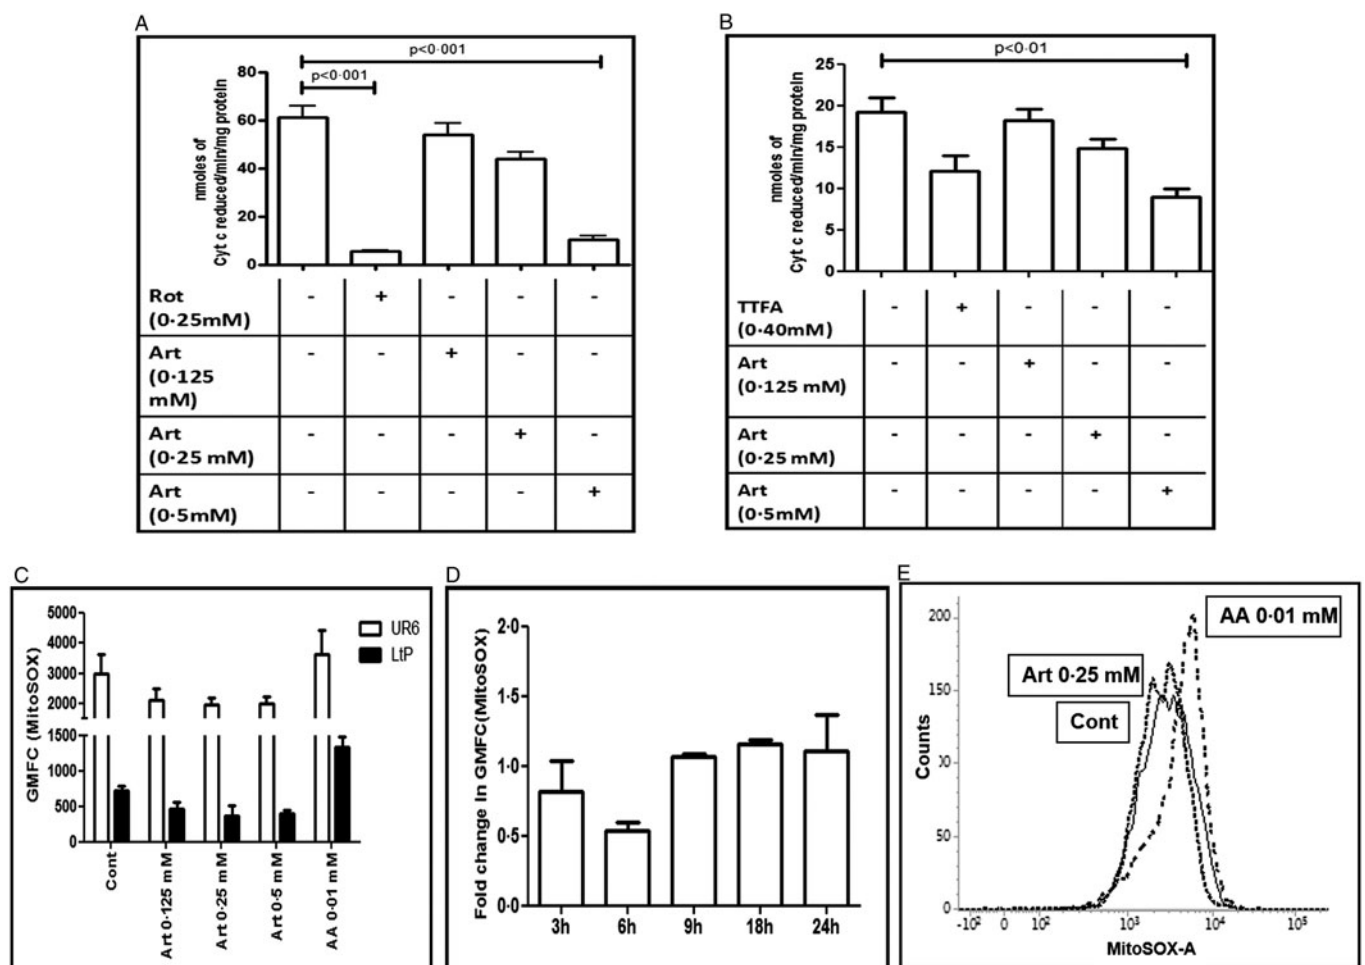 A
p<0·001
p<0·001
nmoles of
Cyt c reduced/min/mg protein
80
60
40
20
0
Rot
(0·25mM)
- + - - -
Art
(0·125
mM)
- - + - -
Art
(0·25 mM)
- - - + -
Art
(0·5mM)
- - - - +
B
p<0·01
nmoles of
Cyt c reduced/min/mg protein
25
20
15
10
5
0
TTFA
(0·40mM)
- + - - -
Art
(0·125 mM)
- - + - -
Art
(0·25 mM)
- - - + -
Art
(0·5mM)
- - - - +
C
GMFC (MitoSOX)
5000
4000
3000
2000
1500
1000
500
0
UR6
LtP
Cont
Art 0·125 mM
Art 0·25 mM
Art 0·5 mM
AA 0·01 mM
D
Fold change in GMFC(MitoSOX)
2·0
1·5
1·0
0·5
0·0
3h 6h 9h 18h 24h
E
AA 0·01 mM
Art 0·25 mM
Cont
Counts
200
150
00
50
0
-10² 0 10² 10³ 10⁴ 10⁵
MitoSOX-A